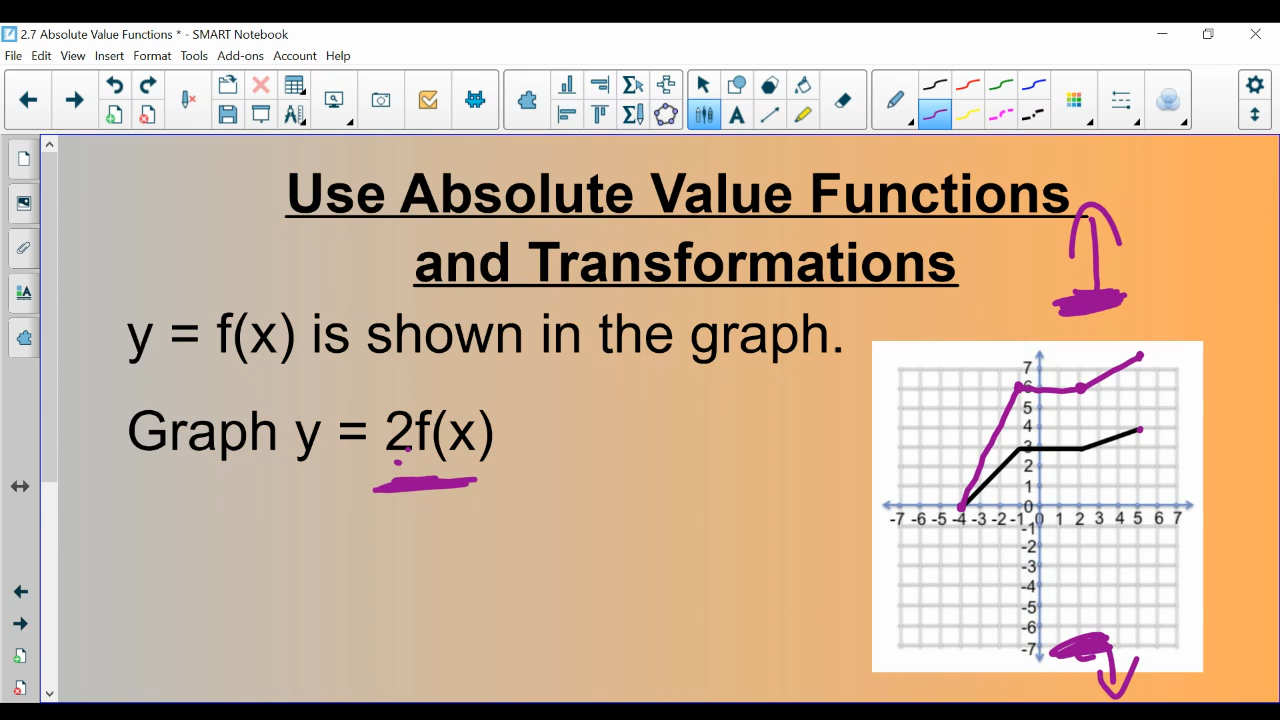 2.7 Absolute Value Functions * - SMART Notebook
File Edit View Insert Format Tools Add-ons Account Help
Use Absolute Value Functions
and Transformations
y = f(x) is shown in the graph.
Graph y = 2f(x)
7
6
5
4
3
2
1
0
-7 -6 -5 -4 -3 -2 -1 0 1 2 3 4 5 6 7
-1
-2
-3
-4
-5
-6
-7